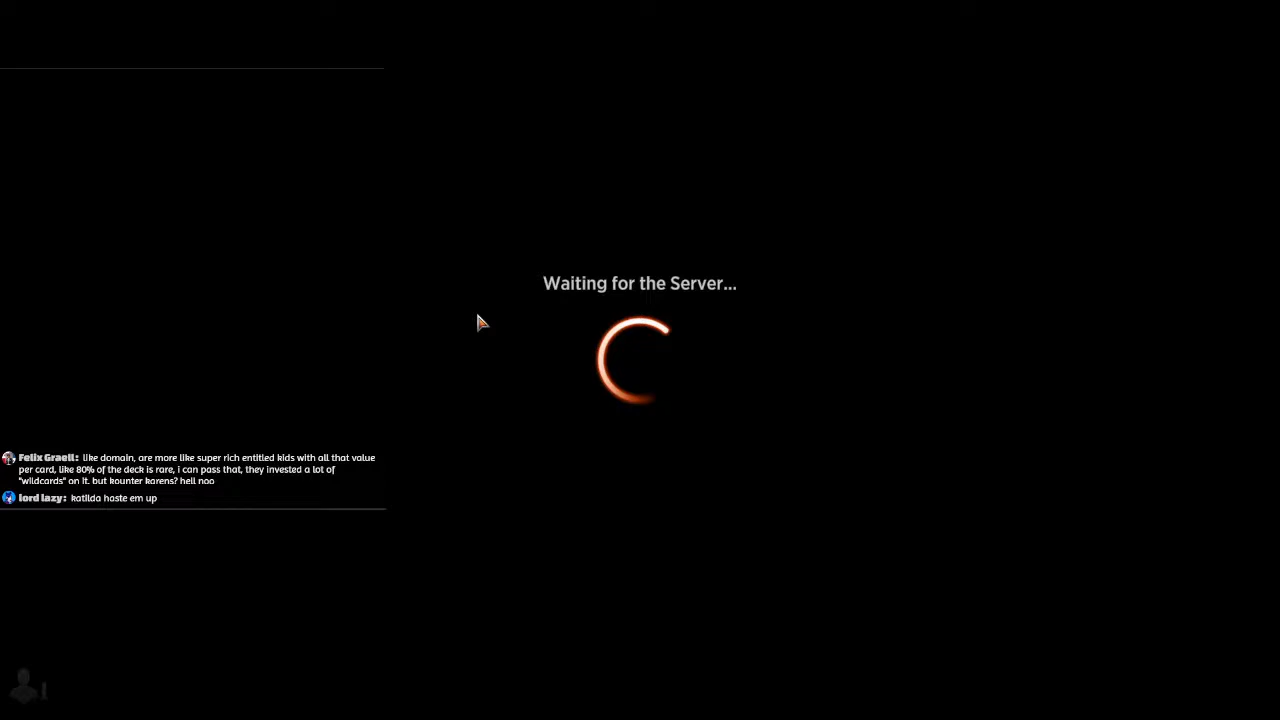 Waiting for the Server...
Felix Graell: like domain, are more like super rich entitled kids with all that value
per card, like 80% of the deck is rare, i can pass that, they invested a lot of
"wildcards" on it. but kounter karens? hell noo
lord lazy: katilda haste em up